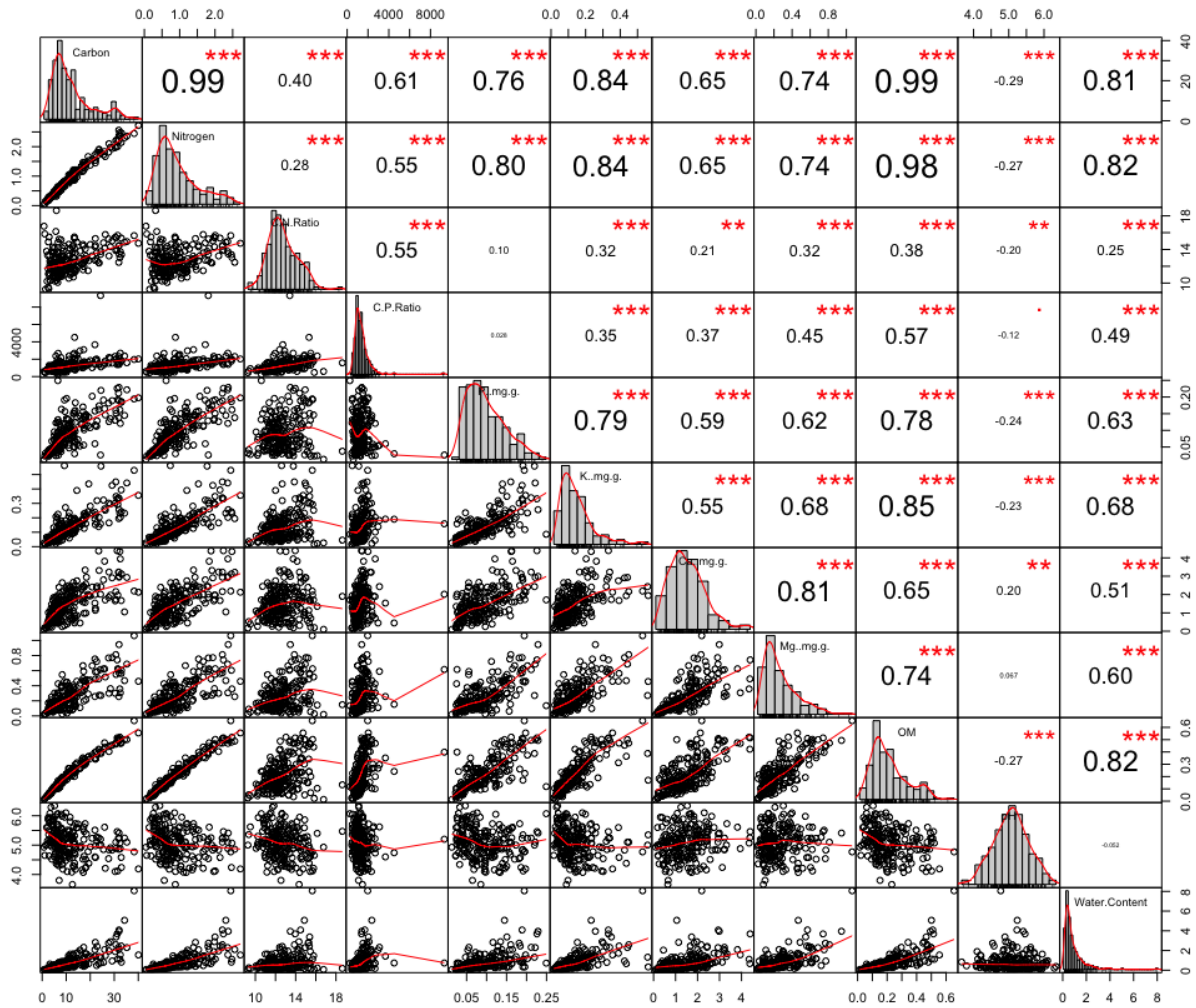 1.0 2.0
0 4000 8000
0.0 0.2 0.4
0.0 0.4 0.8
4.0 5.0 6.0
Carbon *** 0.99 *** 0.40 *** 0.61 *** 0.76 *** 0.84 *** 0.65 *** 0.74 *** 0.99 *** -0.29 *** 0.81 0 20 40
0.0 1.0 2.0 Nitrogen *** 0.28 *** 0.55 *** 0.80 *** 0.84 *** 0.65 *** 0.74 *** 0.98 *** -0.27 *** 0.82
C.N.Ratio *** 0.55 0.10 *** 0.32 ** 0.21 *** 0.32 *** 0.38 ** -0.20 *** 0.25 10 14 18
0 4000 C.P.Ratio 0.028 *** 0.35 *** 0.37 *** 0.45 *** 0.57 . -0.12 *** 0.49
.mg.g. *** 0.79 *** 0.59 *** 0.62 *** 0.78 *** -0.24 *** 0.63 0.05 0.20
0.0 0.3 K..mg.g. *** 0.55 *** 0.68 *** 0.85 *** -0.23 *** 0.68
Ca.mg.g. *** 0.81 *** 0.65 ** 0.20 *** 0.51 0 1 2 3 4
0.0 0.4 0.8 Mg..mg.g. *** 0.74 0.067 *** 0.60
OM *** -0.27 *** 0.82 0.0 0.3 0.6
4.0 5.0 6.0 -0.052
Water.Content 0 2 4 6 8
0 10 30
10 14 18
0.05 0.15 0.25
0 1 2 3 4
0.0 0.2 0.4 0.6
0 2 4 6 8